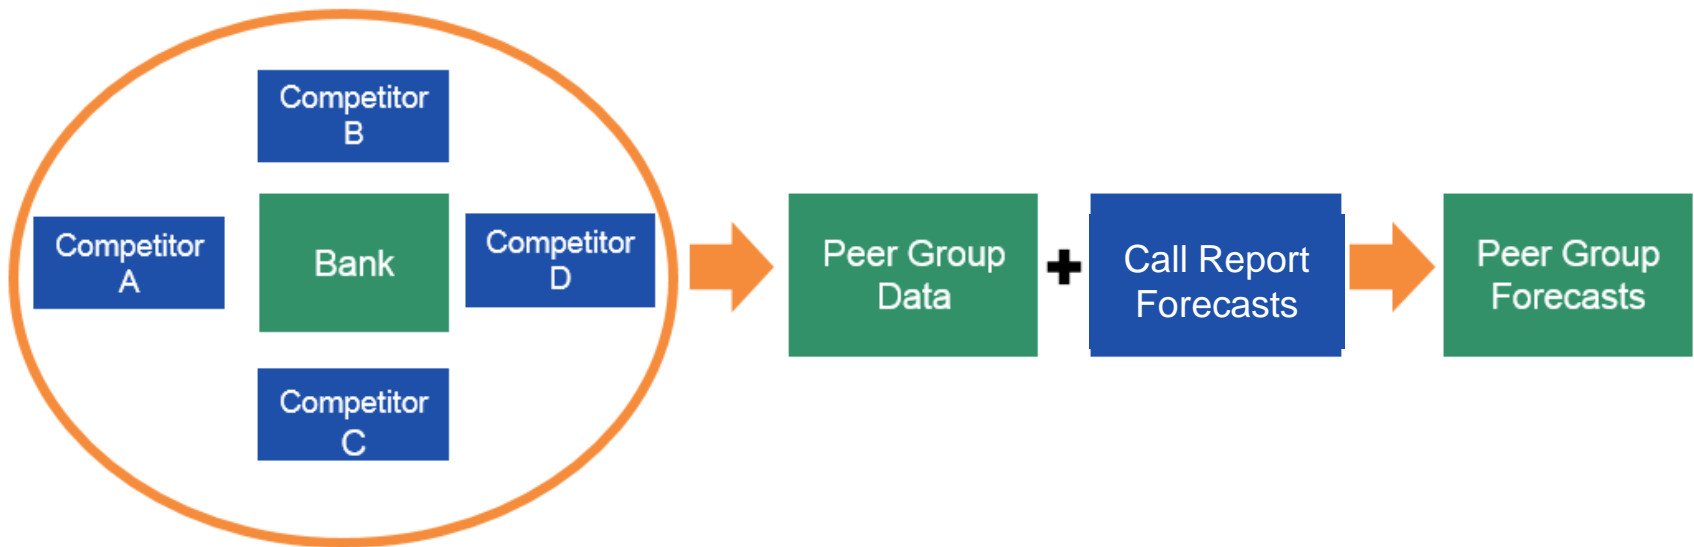 Competitor
B
Competitor
A
Bank
Competitor
D
Competitor
C
Peer Group
Data
Call Report
Forecasts
Peer Group
Forecasts